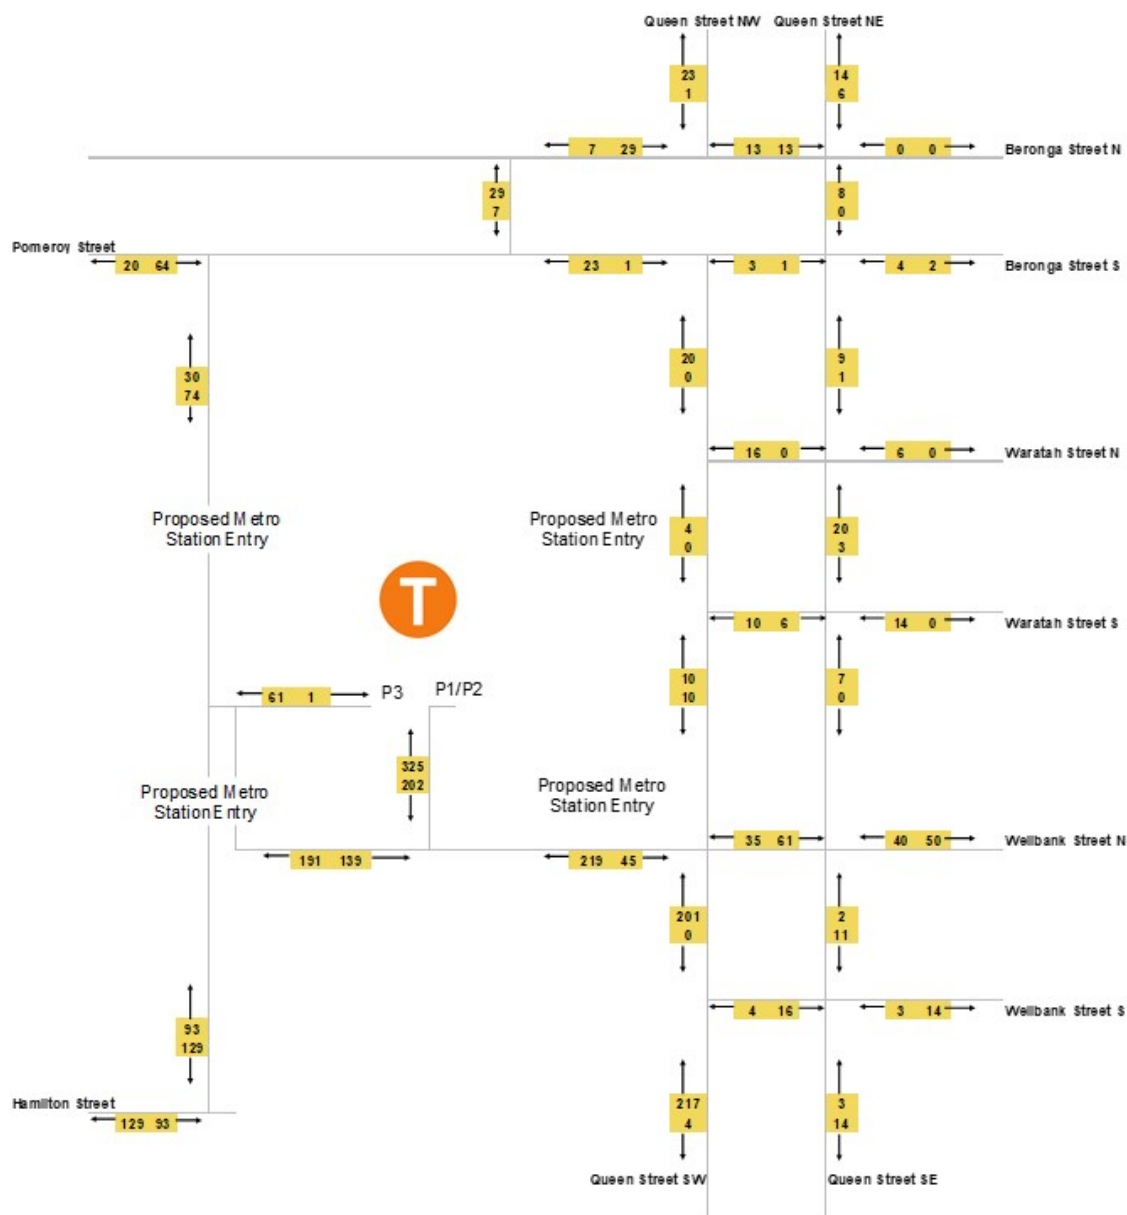 Queen Street NW
Queen Street NE
23
1
14
6
7 29
13 13
0 0
Beronga Street N
29
7
8
0
Pomeroy Street
20 64
23 1
3 1
4 2
Beronga Street S
30
74
20
0
9
1
16 0
6 0
Waratah Street N
Proposed Metro
Station Entry
Proposed Metro
Station Entry
4
0
20
3
T
10 6
14 0
Waratah Street S
61 1
P3
P1/P2
10
10
7
0
325
202
Proposed Metro
Station Entry
Proposed Metro
Station Entry
191 139
219 45
35 61
40 50
Wellbank Street N
201
0
2
11
4 16
3 14
Wellbank Street S
93
129
Hamilton Street
129 93
217
4
3
14
Queen Street SW
Queen Street SE